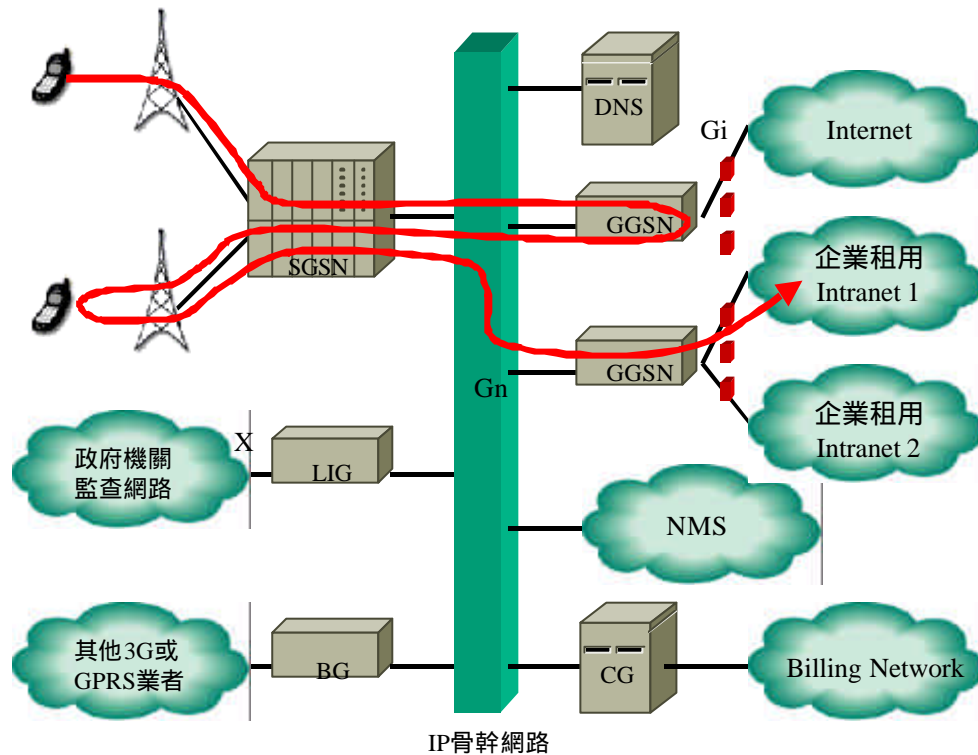 DNS
Gi
Internet
GGSN
SGSN
企業租用
Intranet 1
GGSN
Gn
企業租用
Intranet 2
X
政府機關
監查網路
LIG
NMS
其他3G或
GPRS業者
BG
CG
Billing Network
IP骨幹網路